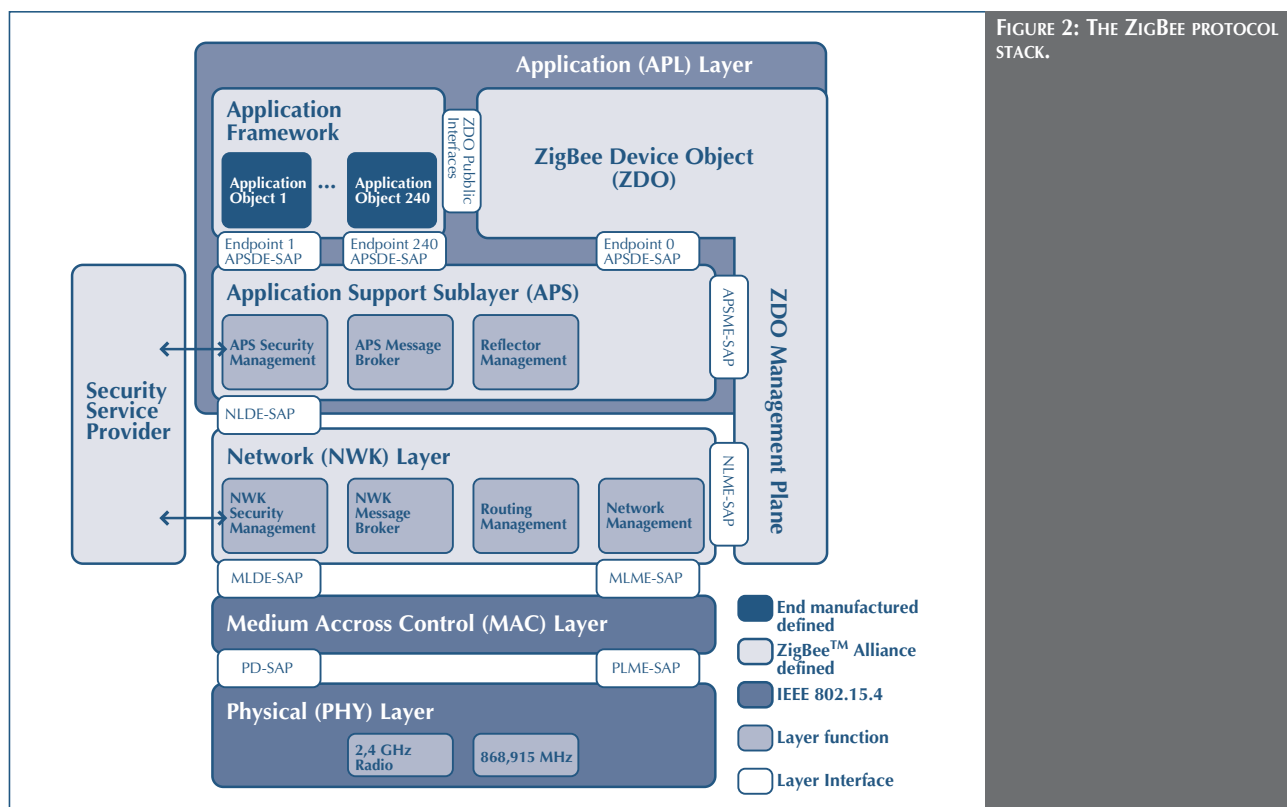 FIGURE 2: THE ZIGBEE PROTOCOL
STACK.
Application (APL) Layer
Application
Framework
Application
Object 1
...
Application
Object 240
ZDO Pubblic
Interfaces
ZigBee Device Object
(ZDO)
Endpoint 1
APSDE-SAP
Endpoint 240
APSDE-SAP
Endpoint 0
APSDE-SAP
Application Support Sublayer (APS)
APS Security
Management
APS Message
Broker
Reflector
Management
APSME-SAP
ZDO Management Plane
Security
Service
Provider
NLDE-SAP
Network (NWK) Layer
NWK
Security
Management
NWK
Message
Broker
Routing
Management
Network
Management
NLME-SAP
MLDE-SAP
MLME-SAP
Medium Accross Control (MAC) Layer
PD-SAP
PLME-SAP
Physical (PHY) Layer
2,4 GHz
Radio
868,915 MHz
End manufactured
defined
ZigBee™ Alliance
defined
IEEE 802.15.4
Layer function
Layer Interface